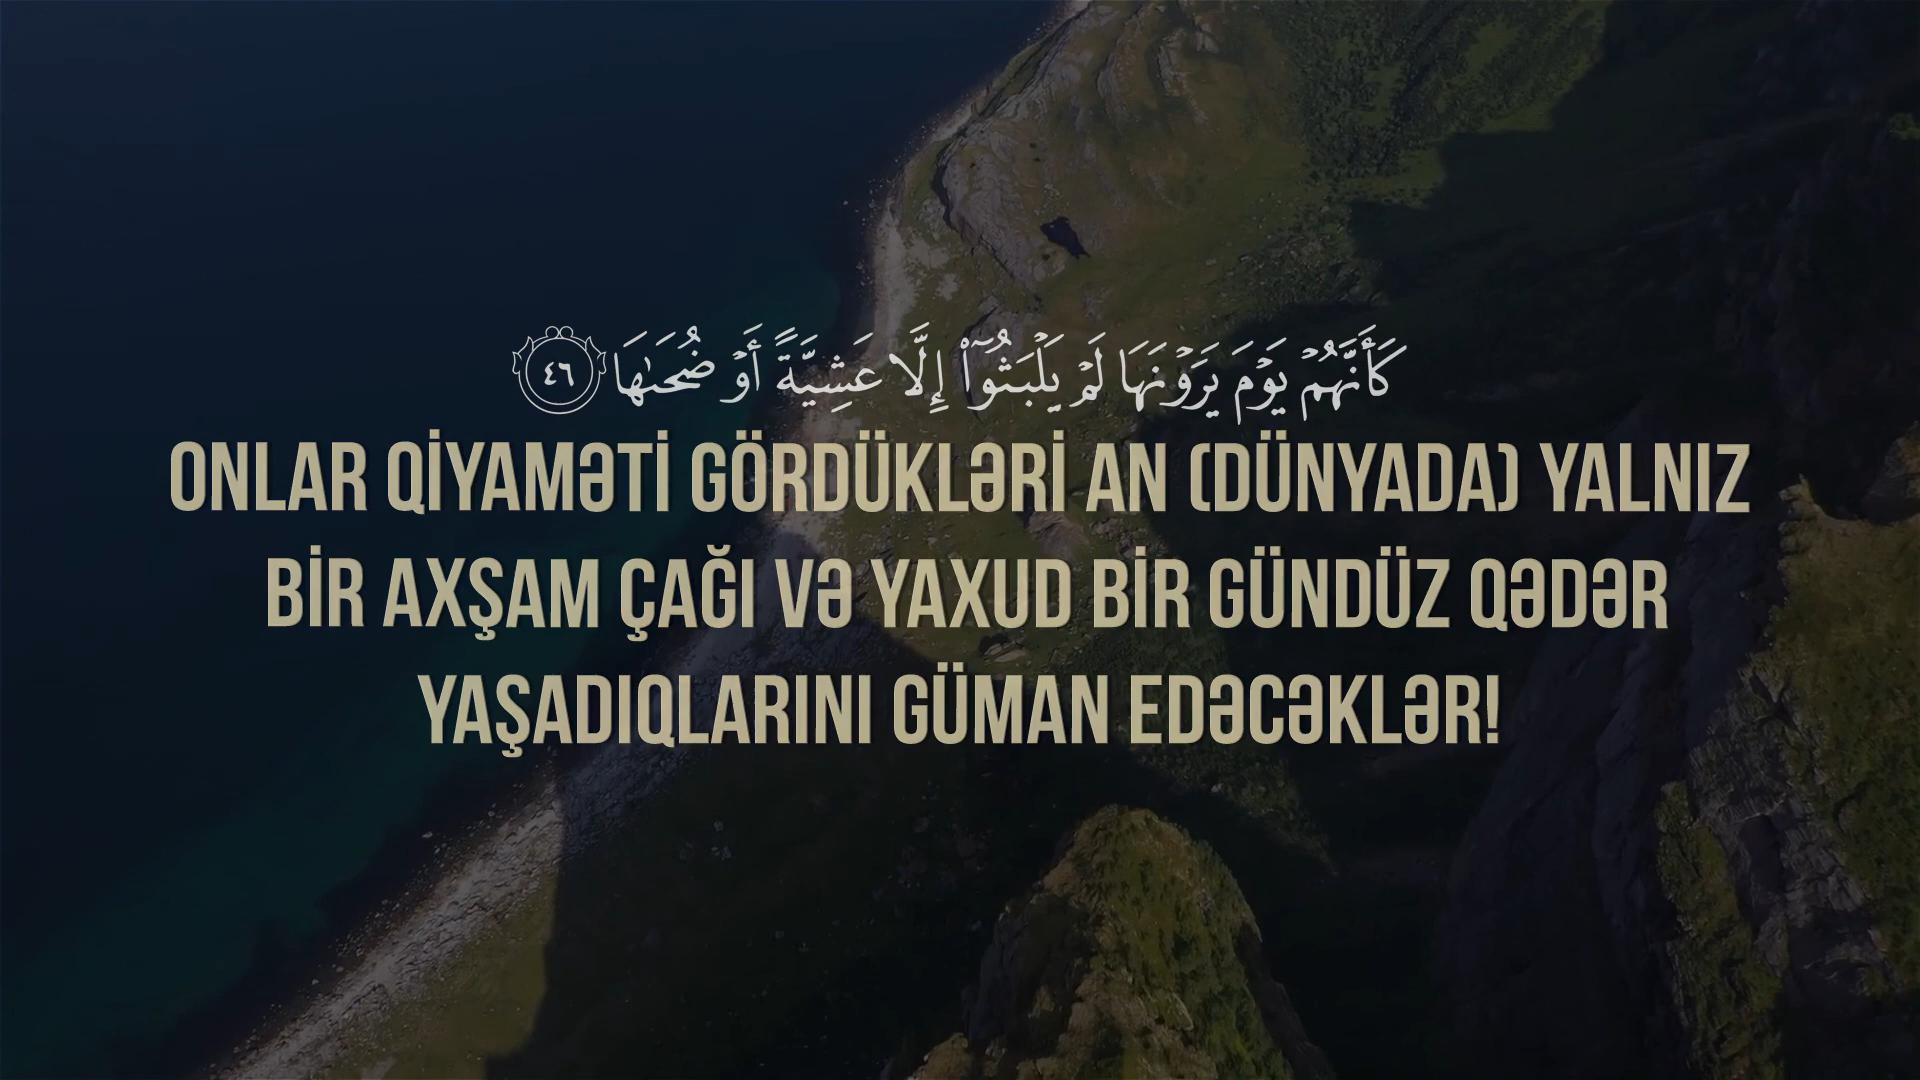 كَأَنَّهُمْ يَوْمَ يَرَوْنَهَا لَمْ يَلْبَثُوٓا۟ إِلَّا عَشِيَّةً أَوْ ضُحَىٰهَا ٤٦
ONLAR QİYAMƏTİ GÖRDÜKLƏRİ AN (DÜNYADA) YALNIZ
BİR AXŞAM ÇAĞI VƏ YAXUD BİR GÜNDÜZ QƏDƏR
YAŞADIQLARINI GÜMAN EDƏCƏKLƏR!